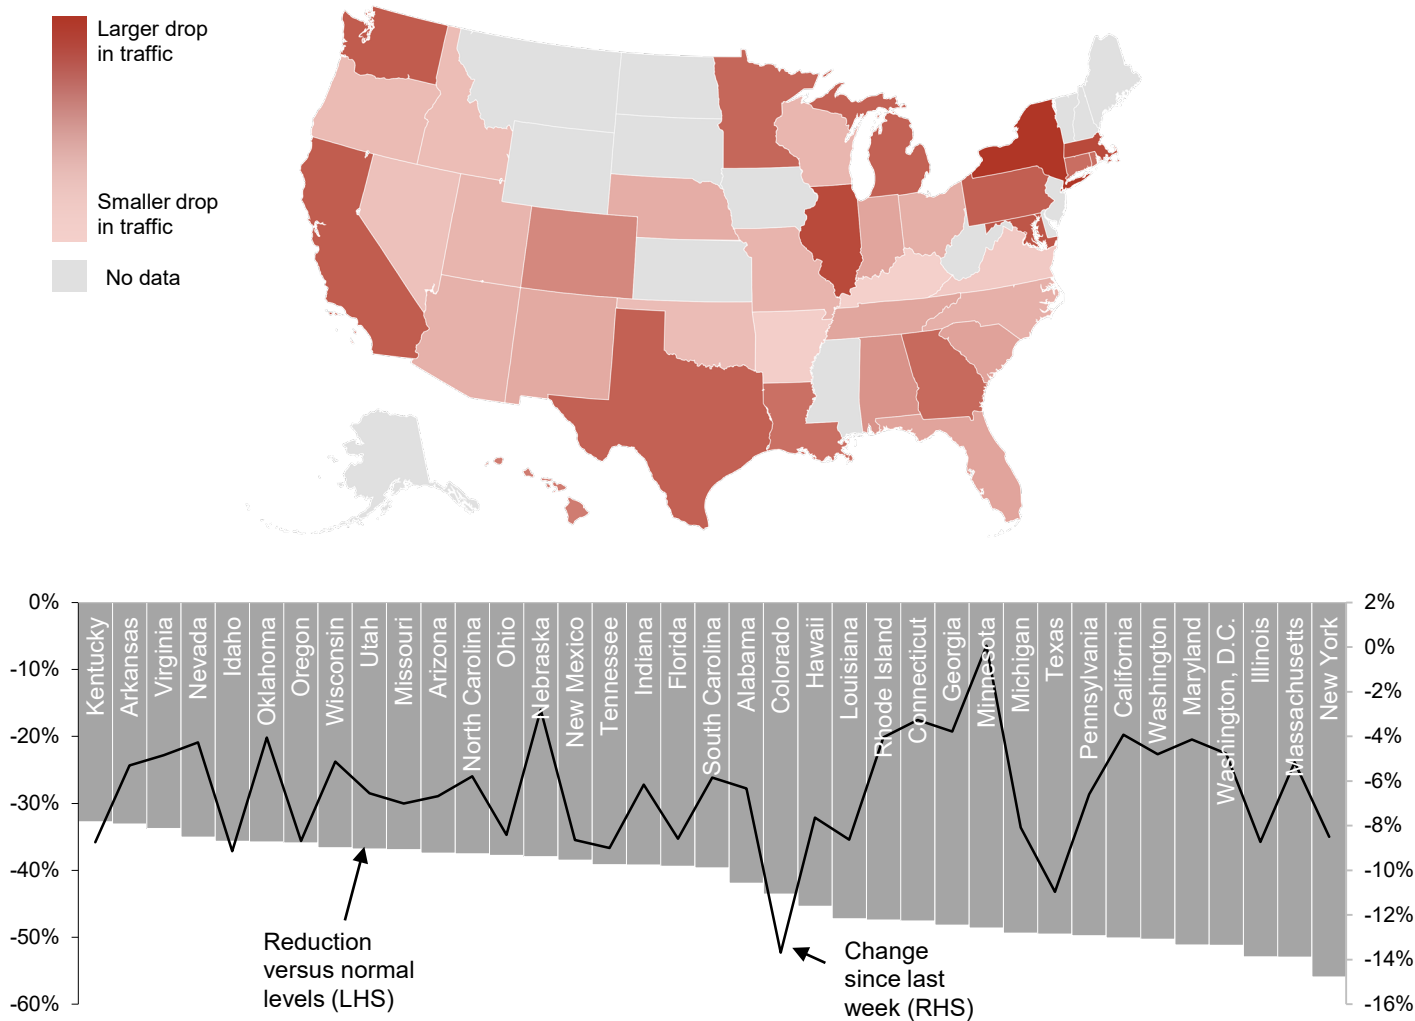 Larger drop
in traffic
Smaller drop
in traffic
No data
0%
-10%
-20%
-30%
-40%
-50%
-60%
2%
0%
-2%
-4%
-6%
-8%
-10%
-12%
-14%
-16%
Kentucky
Arkansas
Virginia
Nevada
Idaho
Oklahoma
Oregon
Wisconsin
Utah
Missouri
Arizona
North Carolina
Ohio
Nebraska
New Mexico
Tennessee
Indiana
Florida
South Carolina
Alabama
Colorado
Hawaii
Louisiana
Rhode Island
Connecticut
Georgia
Minnesota
Michigan
Texas
Pennsylvania
California
Washington
Maryland
Washington, D.C.
Illinois
Massachusetts
New York
Reduction
versus normal
levels (LHS)
Change
since last
week (RHS)